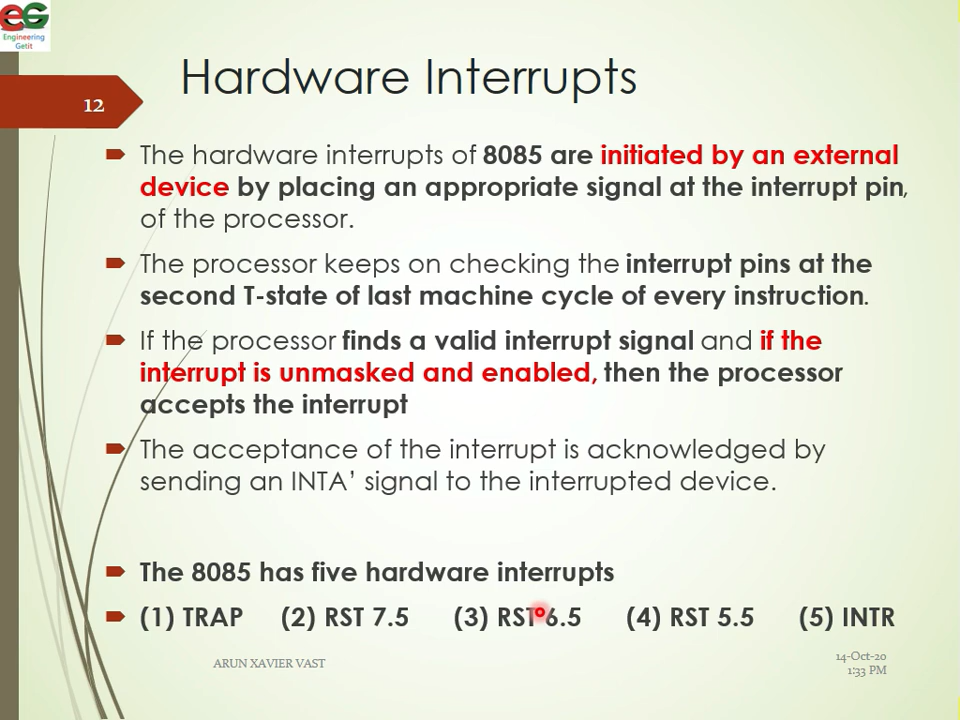 EG
Engineering
Getit
Hardware Interrupts
12
The hardware interrupts of 8085 are initiated by an external
device by placing an appropriate signal at the interrupt pin,
of the processor.
The processor keeps on checking the interrupt pins at the
second T-state of last machine cycle of every instruction.
If the processor finds a valid interrupt signal and if the
interrupt is unmasked and enabled, then the processor
accepts the interrupt
The acceptance of the interrupt is acknowledged by
sending an INTA’ signal to the interrupted device.
The 8085 has five hardware interrupts
(1) TRAP (2) RST 7.5 (3) RST 6.5 (4) RST 5.5 (5) INTR
ARUN XAVIER VAST
14-Oct-20
1:33 PM